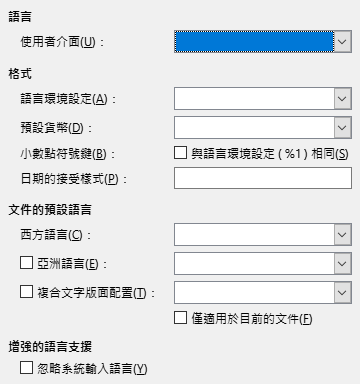 語言
使用者介面(U)：
格式
語言環境設定(A)：
預設貨幣(D)：
小數點符號鍵(B)：
與語言環境設定 ( %1 ) 相同(S)
日期的接受樣式(P)：
文件的預設語言
西方語言(C)：
亞洲語言(E)：
複合文字版面配置(T)：
僅適用於目前的文件(F)
增強的語言支援
忽略系統輸入語言(Y)